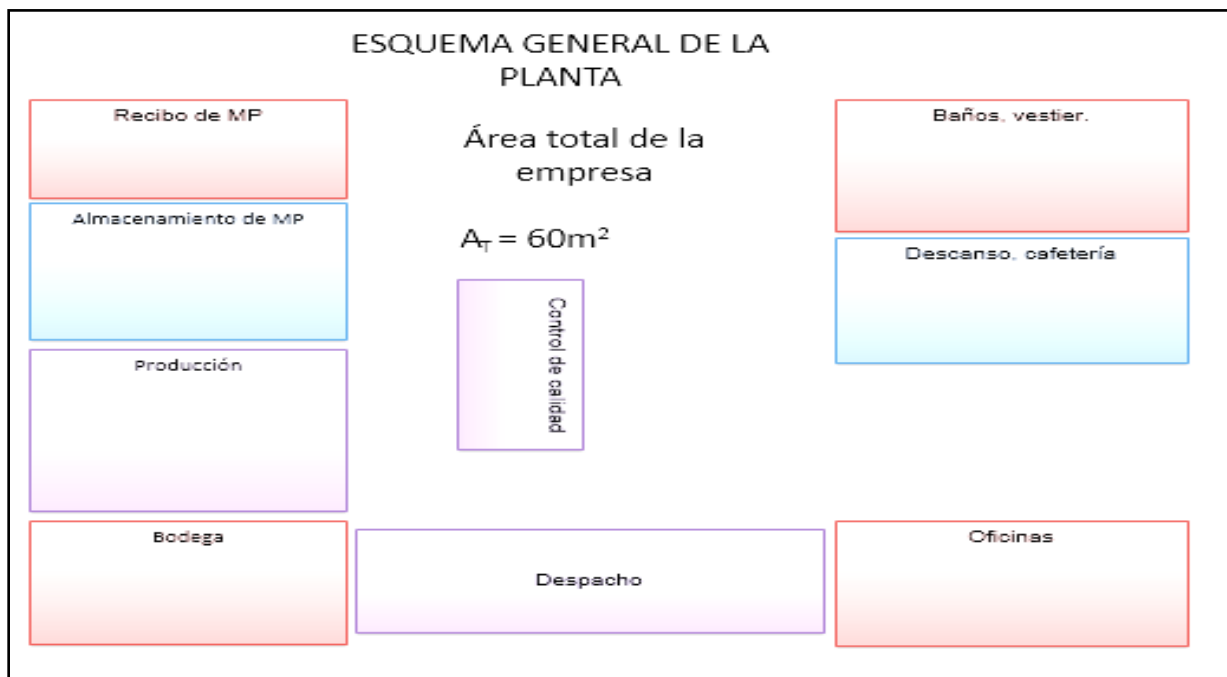 ESQUEMA GENERAL DE LA
PLANTA
Recibo de MP
Área total de la
empresa
Baños, vestier.
Almacenamiento de MP
A_T = 60m²
Descanso, cafetería
Control de calidad
Producción
Bodega
Despacho
Oficinas